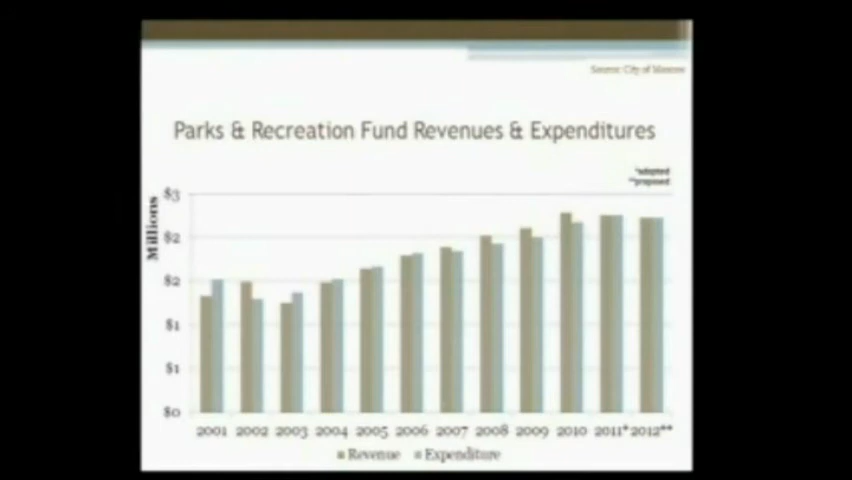 Source: City of
Parks & Recreation Fund Revenues & Expenditures
*adopted
**proposed
Millions
$3
$2
$2
$1
$1
$0
2001 2002 2003 2004 2005 2006 2007 2008 2009 2010 2011* 2012**
Revenue Expenditure